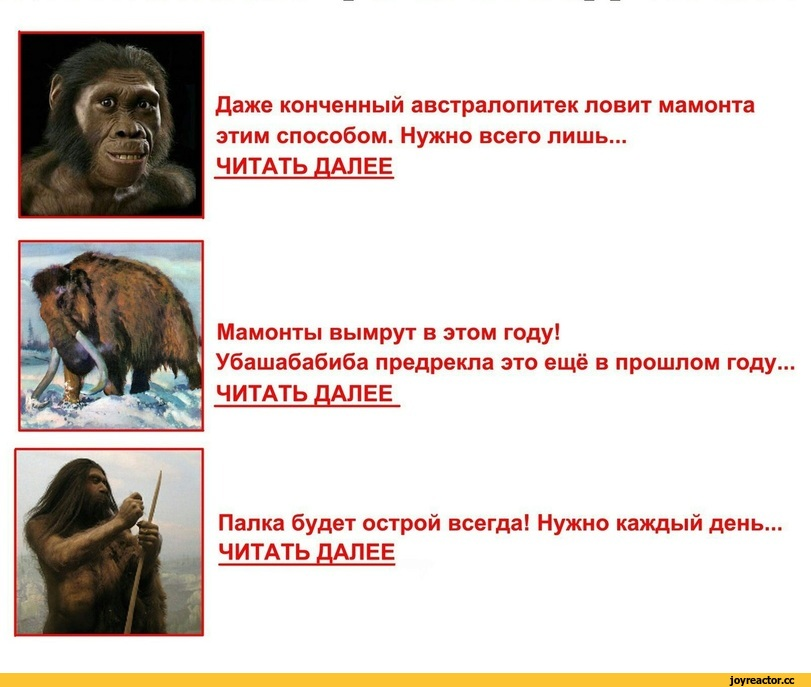 Даже конченный австралопитек ловит мамонта
этим способом. Нужно всего лишь...
ЧИТАТЬ ДАЛЕЕ
Мамонты вымрут в этом году!
Убашабабиба предрекла это ещё в прошлом году...
ЧИТАТЬ ДАЛЕЕ
Палка будет острой всегда! Нужно каждый день...
ЧИТАТЬ ДАЛЕЕ
joyreactor.cc